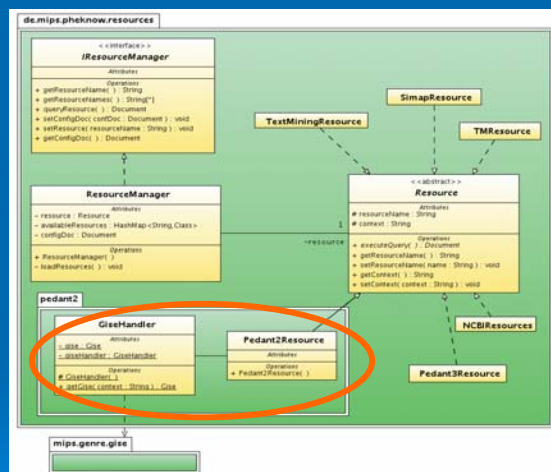 de.mips.pheknow.resources
<<interface>>
IResourceManager
Attributes
Operations
+ getResourceName( ) : String
+ getResourceNames( ) : String[*]
+ queryResource( ) : Document
+ setConfigDoc( confDoc : Document ) : void
+ setResource( resourceName : String ) : void
+ getConfigDoc( ) : Document
SimapResource
TextMiningResource
TMResource
ResourceManager
Attributes
- resource : Resource
- availableResources : HashMap<String,Class>
- configDoc : Document
Operations
+ ResourceManager( )
- loadResources( ) : void
1
-resource
<<abstract>>
Resource
Attributes
# resourceName : String
# context : String
Operations
+ executeQuery( ) : Document
+ getResourceName( ) : String
+ setResourceName( name : String ) : void
+ getContext( ) : String
+ setContext( context : String ) : void
pedant2
GiseHandler
Attributes
- gise : Gise
- giseHandler : GiseHandler
Operations
# GiseHandler( )
+ getGise( context : String ) : Gise
Pedant2Resource
Attributes
Operations
+ Pedant2Resource( )
NCBIResources
Pedant3Resource
mips.genre.gise